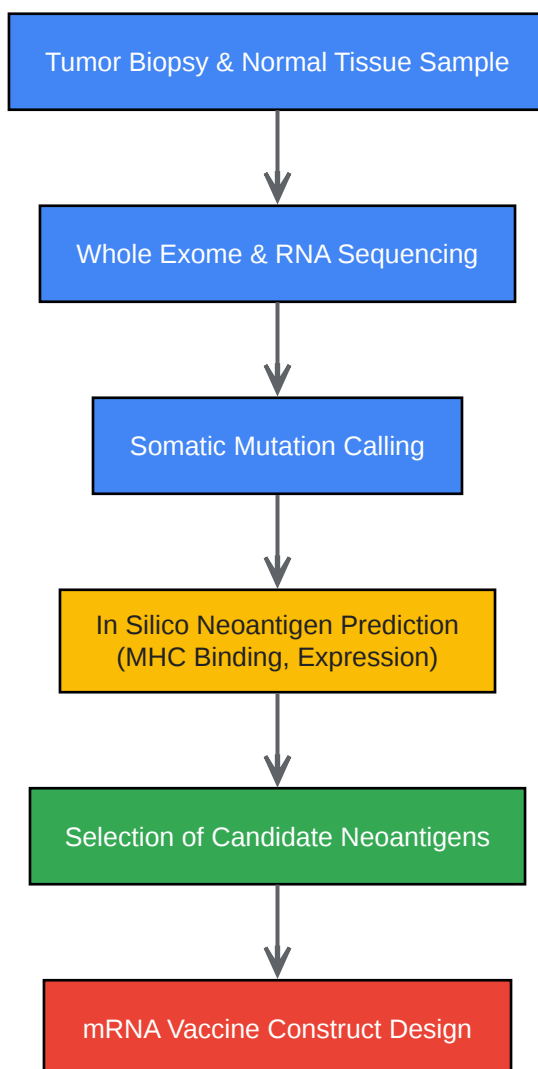 Tumor Biopsy & Normal Tissue Sample
Whole Exome & RNA Sequencing
Somatic Mutation Calling
In Silico Neoantigen Prediction
(MHC Binding, Expression)
Selection of Candidate Neoantigens
mRNA Vaccine Construct Design